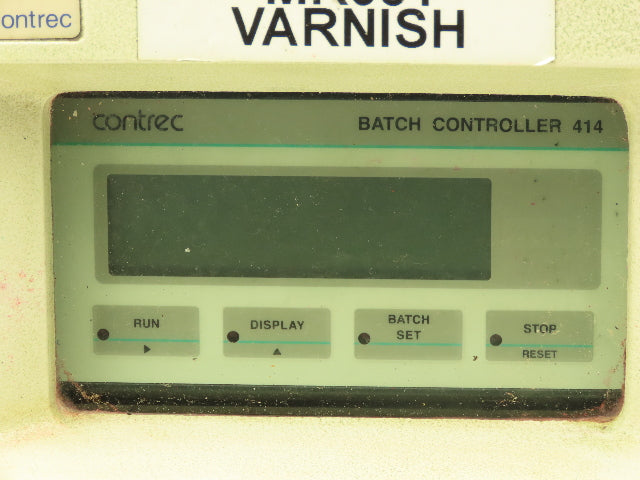 ontrec
VARNISH
contrec
BATCH CONTROLLER 414
RUN
DISPLAY
BATCH
SET
STOP
RESET